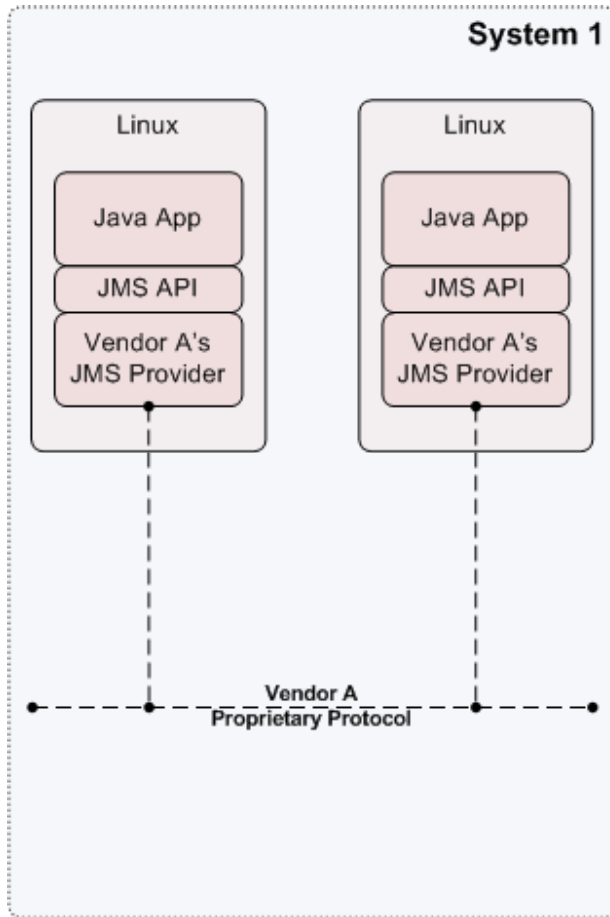 System 1
Linux
Java App
JMS API
Vendor A's
JMS Provider
Linux
Java App
JMS API
Vendor A's
JMS Provider
Vendor A
Proprietary Protocol